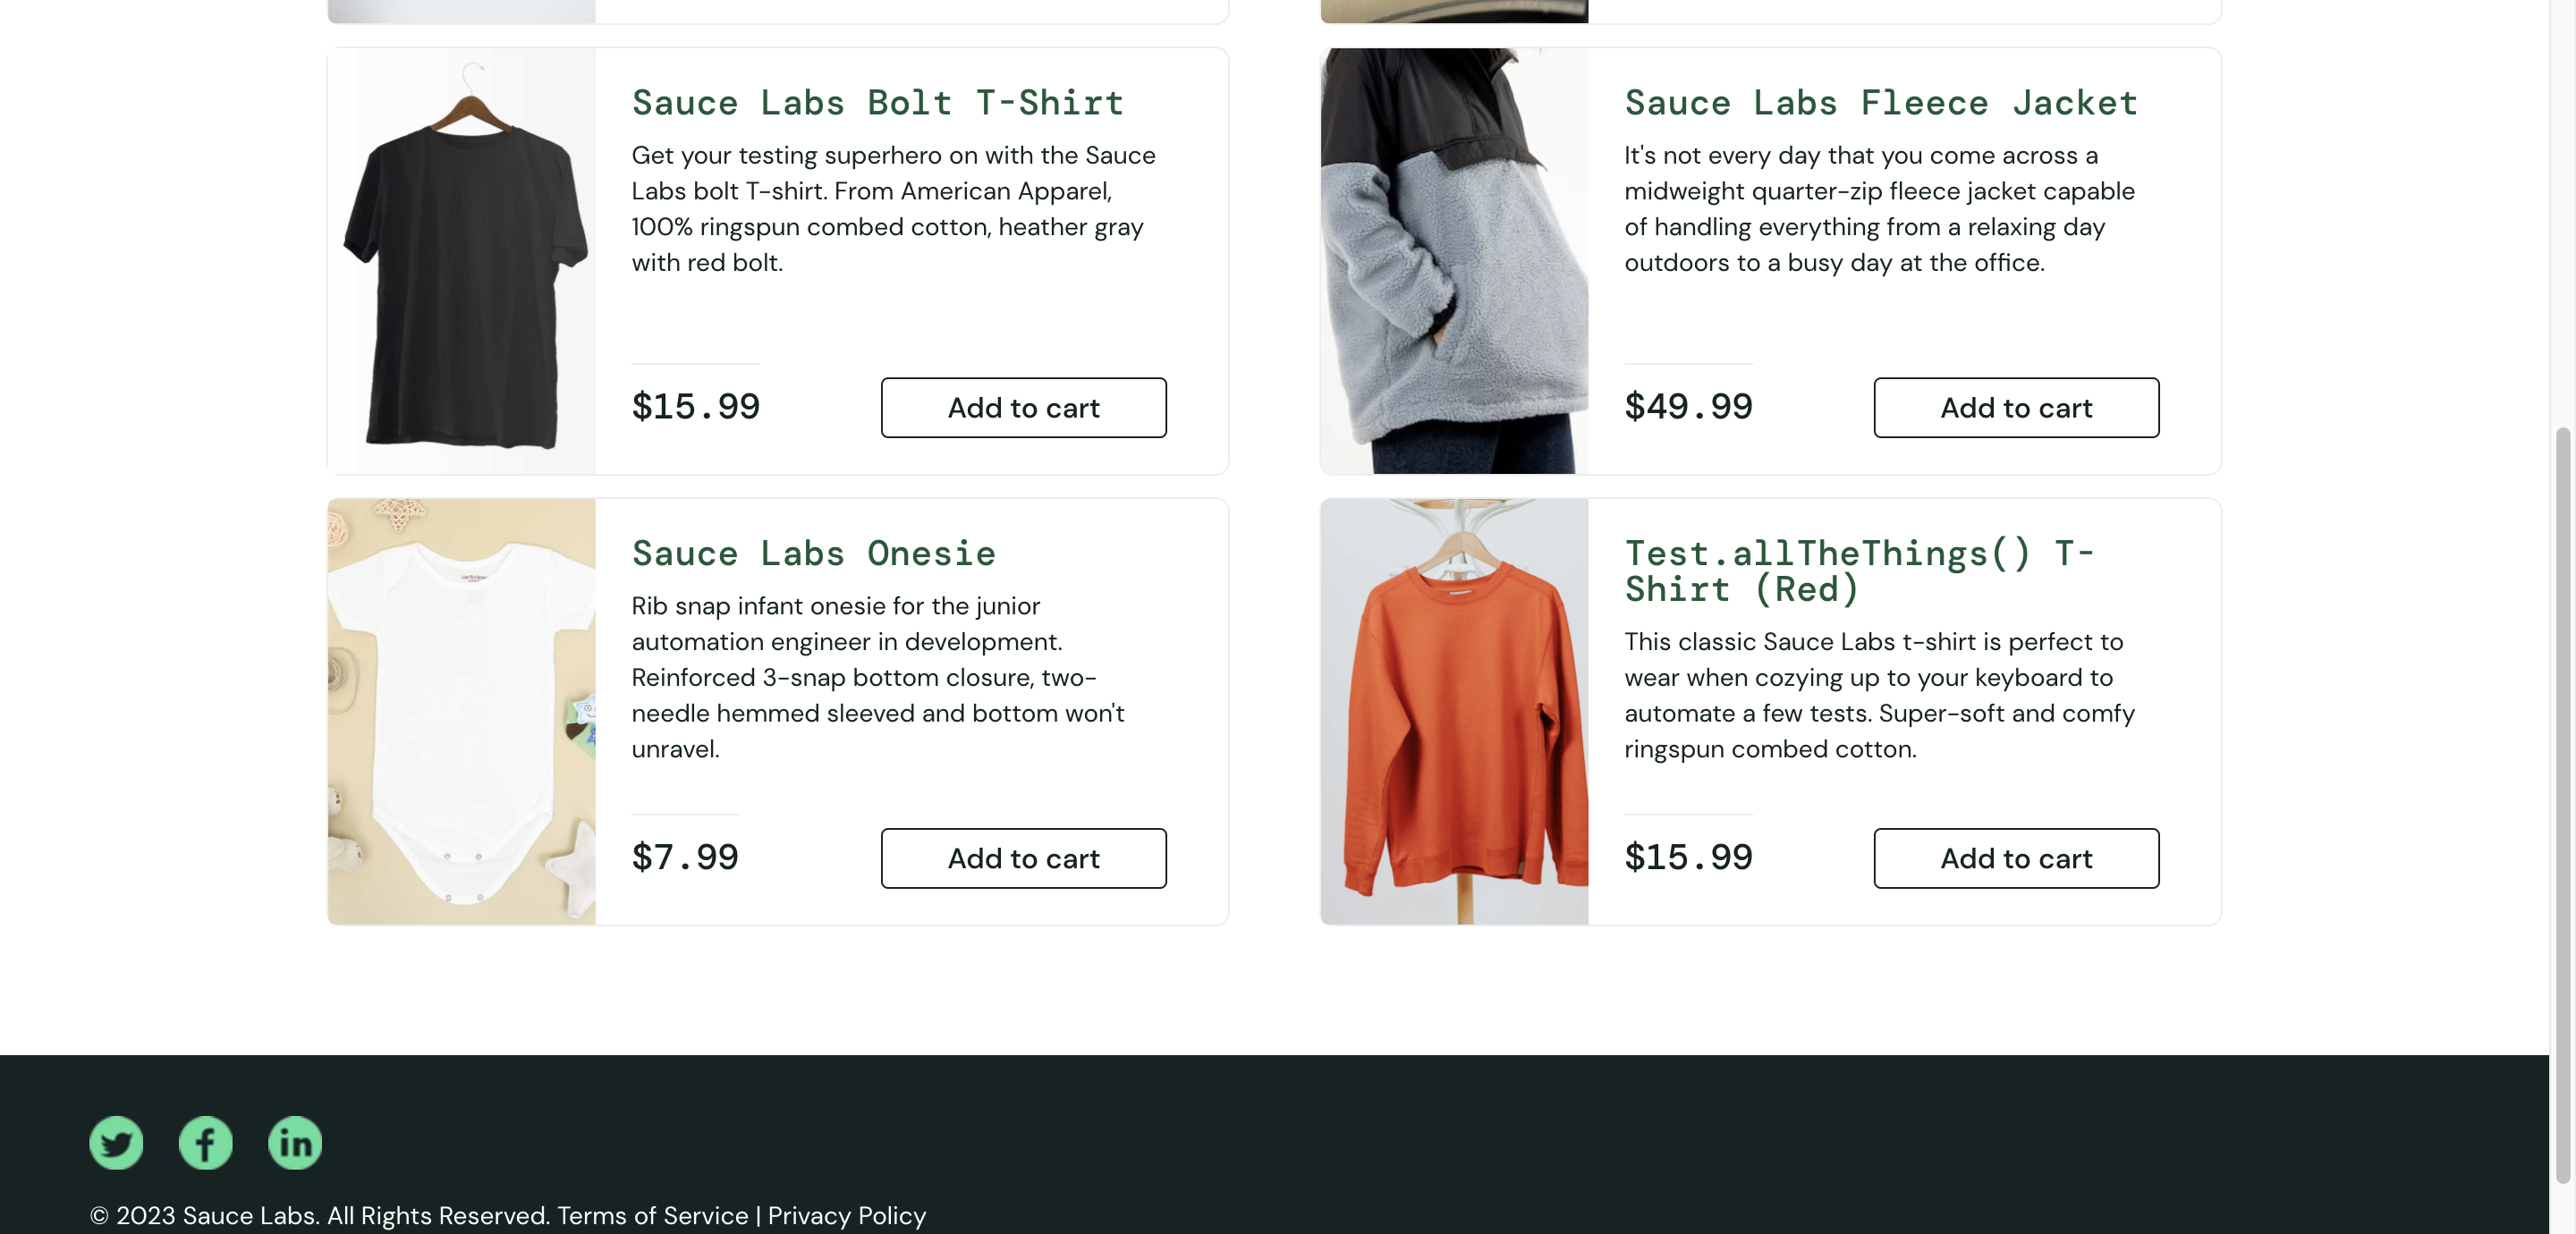 Sauce Labs Bolt T-Shirt
Get your testing superhero on with the Sauce
Labs bolt T-shirt. From American Apparel,
100% ringspun combed cotton, heather gray
with red bolt.
$15.99
Add to cart
Sauce Labs Fleece Jacket
It's not every day that you come across a
midweight quarter-zip fleece jacket capable
of handling everything from a relaxing day
outdoors to a busy day at the office.
$49.99
Add to cart
Sauce Labs Onesie
Rib snap infant onesie for the junior
automation engineer in development.
Reinforced 3-snap bottom closure, two-
needle hemmed sleeved and bottom won't
unravel.
$7.99
Add to cart
Test.allTheThings() T-
Shirt (Red)
This classic Sauce Labs t-shirt is perfect to
wear when cozying up to your keyboard to
automate a few tests. Super-soft and comfy
ringspun combed cotton.
$15.99
Add to cart
© 2023 Sauce Labs. All Rights Reserved. Terms of Service | Privacy Policy